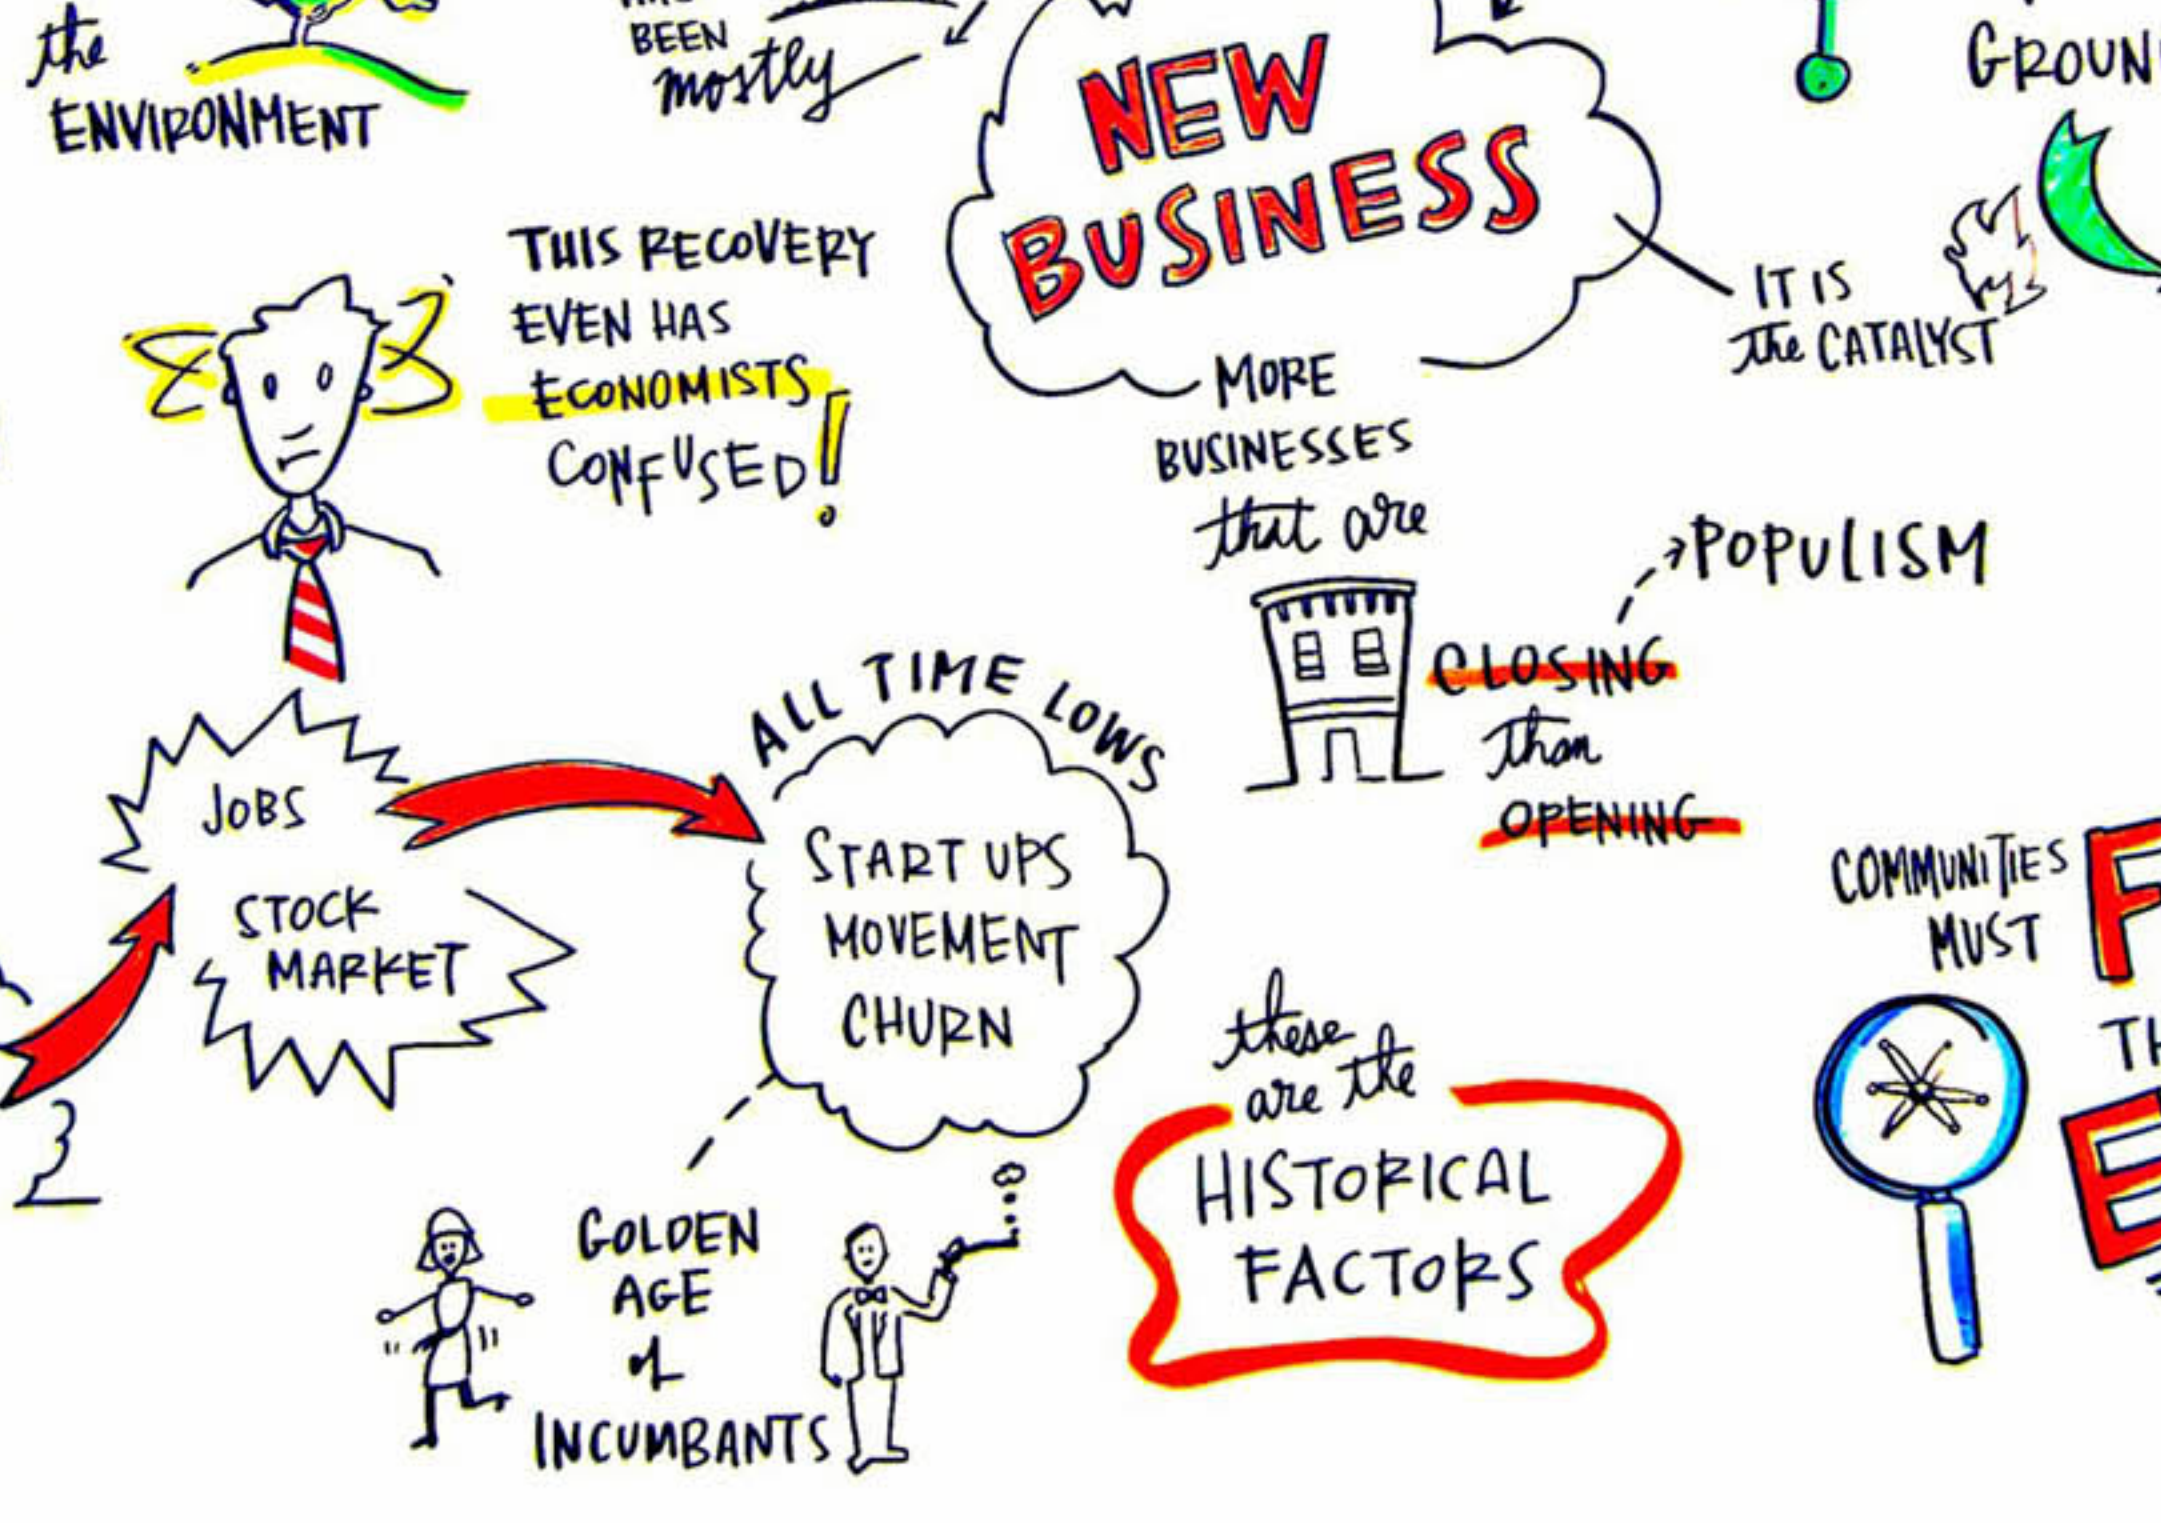 the
ENVIRONMENT
BEEN
mostly
NEW
BUSINESS
IT IS
the CATALYST
THIS RECOVERY
EVEN HAS
ECONOMISTS
CONFUSED!
MORE
BUSINESSES
that are
CLOSING
than
OPENING
POPULISM
JOBS
STOCK
MARKET
ALL TIME LOWS
START UPS
MOVEMENT
CHURN
GOLDEN
AGE
of
INCUMBANTS
these
are the
HISTORICAL
FACTORS
COMMUNITIES
MUST